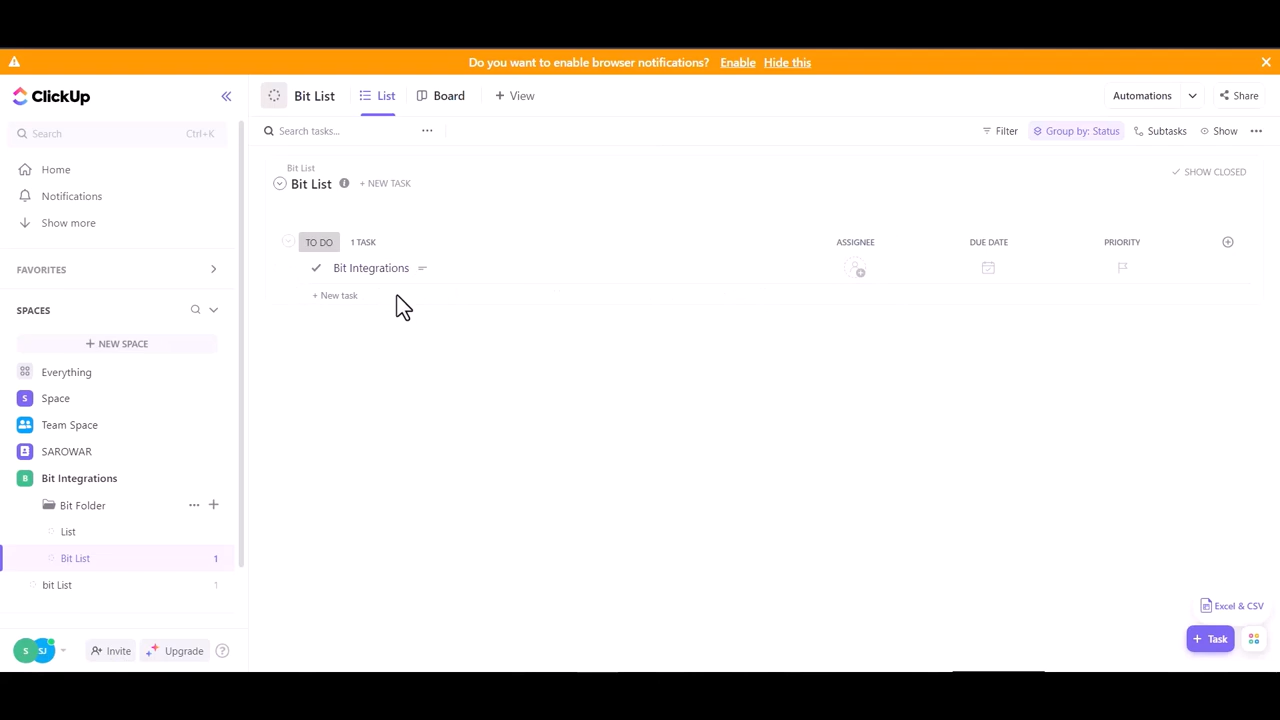 Do you want to enable browser notifications? Enable Hide this
ClickUp
Bit List List Board + View Automations Share
Search Ctrl+K
Search tasks... Filter Group by: Status Subtasks Show
Home
Notifications
Show more
FAVORITES
SPACES
+ NEW SPACE
Everything
S Space
Team Space
SAROWAR
B Bit Integrations
Bit Folder
List
Bit List 1
bit List 1
S SJ Invite Upgrade ?
Bit List
Bit List + NEW TASK SHOW CLOSED
TO DO 1 TASK ASSIGNEE DUE DATE PRIORITY
Bit Integrations
+ New task
Excel & CSV
+ Task